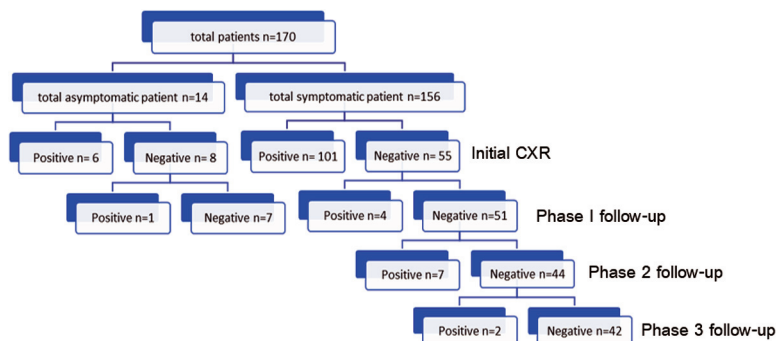 total patients n=170
total asymptomatic patient n=14
total symptomatic patient n=156
Positive n= 6
Negative n= 8
Positive n= 101
Negative n= 55
Initial CXR
Positive n=1
Negative n=7
Positive n=4
Negative n=51
Phase I follow-up
Positive n=7
Negative n=44
Phase 2 follow-up
Positive n=2
Negative n=42
Phase 3 follow-up